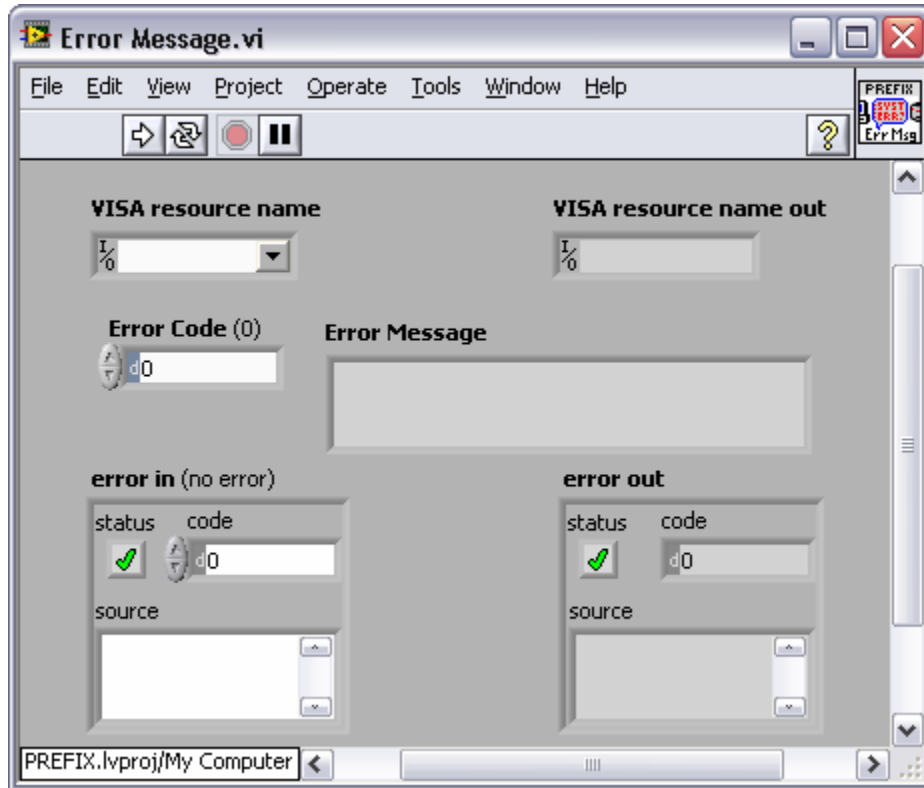 Error Message.vi
File Edit View Project Operate Tools Window Help
PREFIX
SYST
ERR?
Err Msg
VISA resource name
VISA resource name out
I/O
I/O
Error Code (0)
Error Message
d0
error in (no error)
error out
status code
status code
d0
d0
source
source
PREFIX.lvproj/My Computer